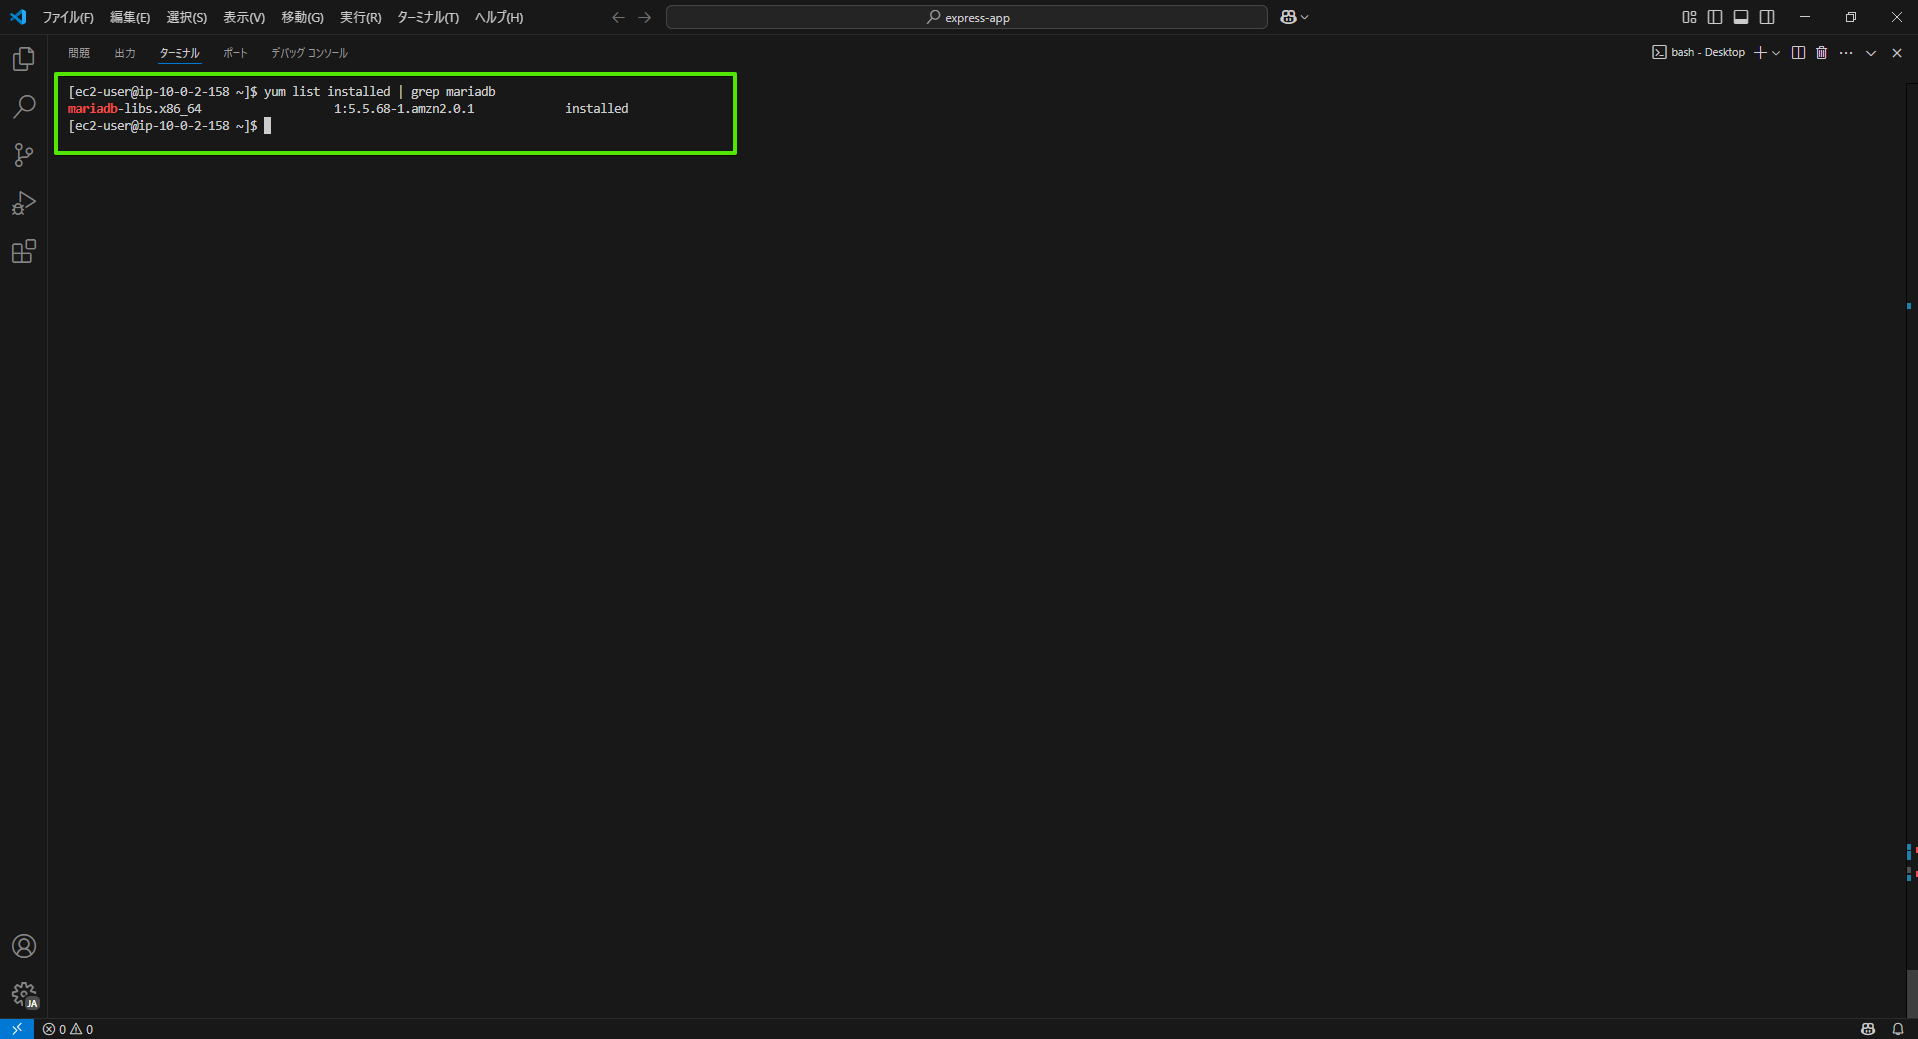 ファイル(F) 編集(E) 選択(S) 表示(V) 移動(G) 実行(R) ターミナル(T) ヘルプ(H)
express-app
問題 出力 ターミナル ポート デバッグ コンソール
bash - Desktop
[ec2-user@ip-10-0-2-158 ~]$ yum list installed | grep mariadb
mariadb-libs.x86_64 1:5.5.68-1.amzn2.0.1 installed
[ec2-user@ip-10-0-2-158 ~]$
JA
0 0